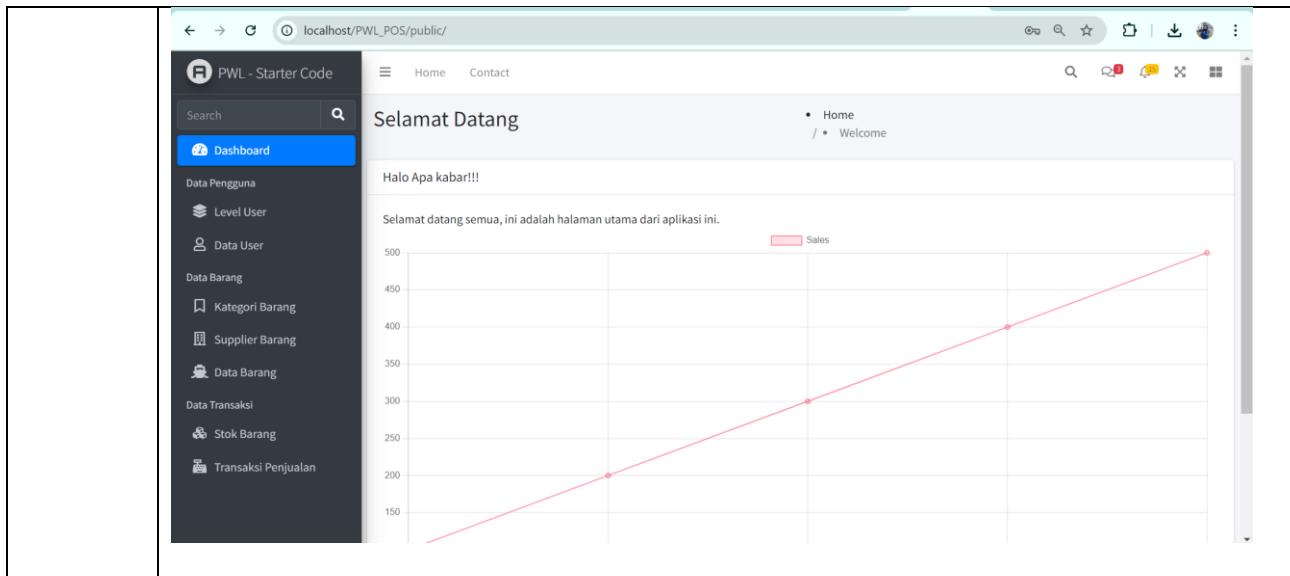 localhost/PWL_POS/public/
PWL - Starter Code
Home Contact
Search
Selamat Datang
• Home
/ • Welcome
Dashboard
Data Pengguna
Level User
Data User
Data Barang
Kategori Barang
Supplier Barang
Data Barang
Data Transaksi
Stok Barang
Transaksi Penjualan
Halo Apa kabar!!!
Selamat datang semua, ini adalah halaman utama dari aplikasi ini.
Sales
500
450
400
350
300
250
200
150